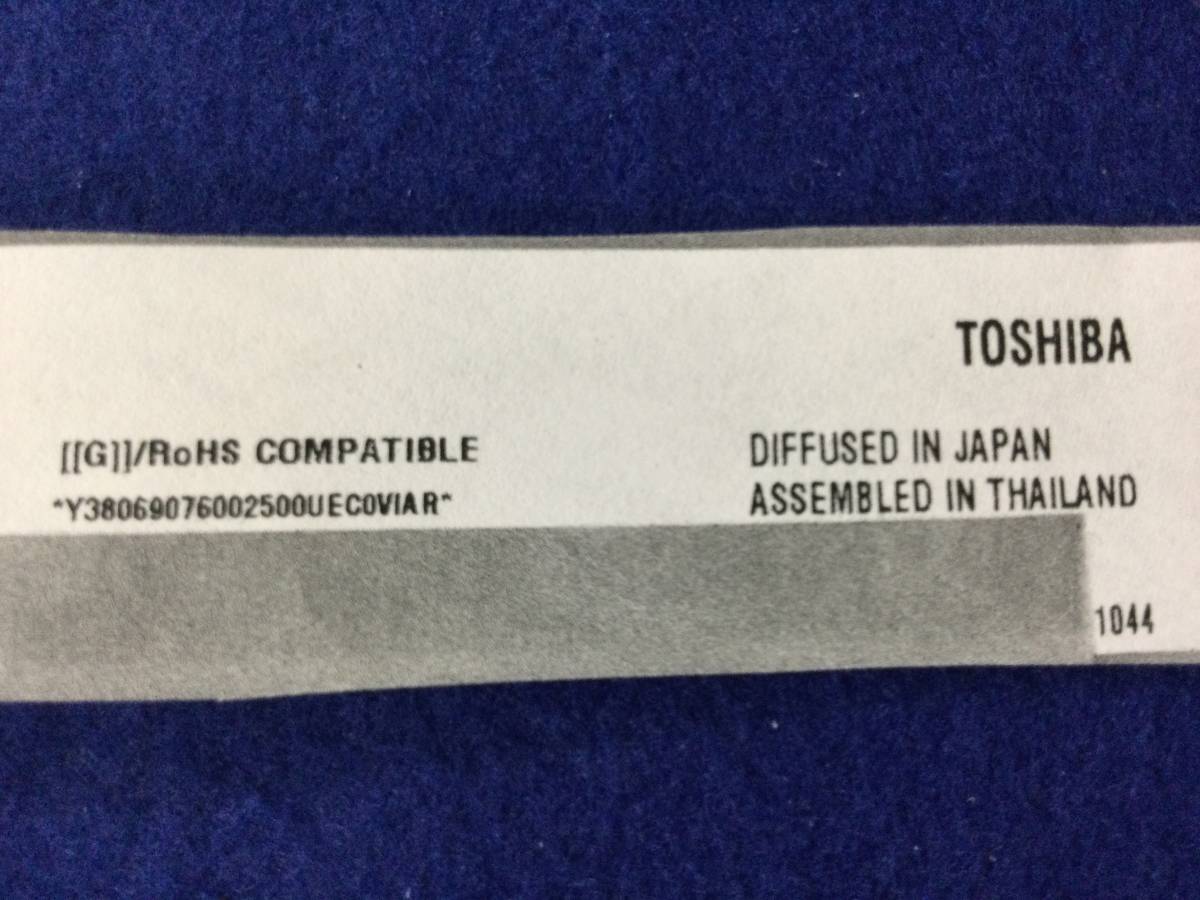 TOSHIBA
[[G]]/RoHS COMPATIBLE
*Y38069076002500UEC0VIAR*
DIFFUSED IN JAPAN
ASSEMBLED IN THAILAND
1044